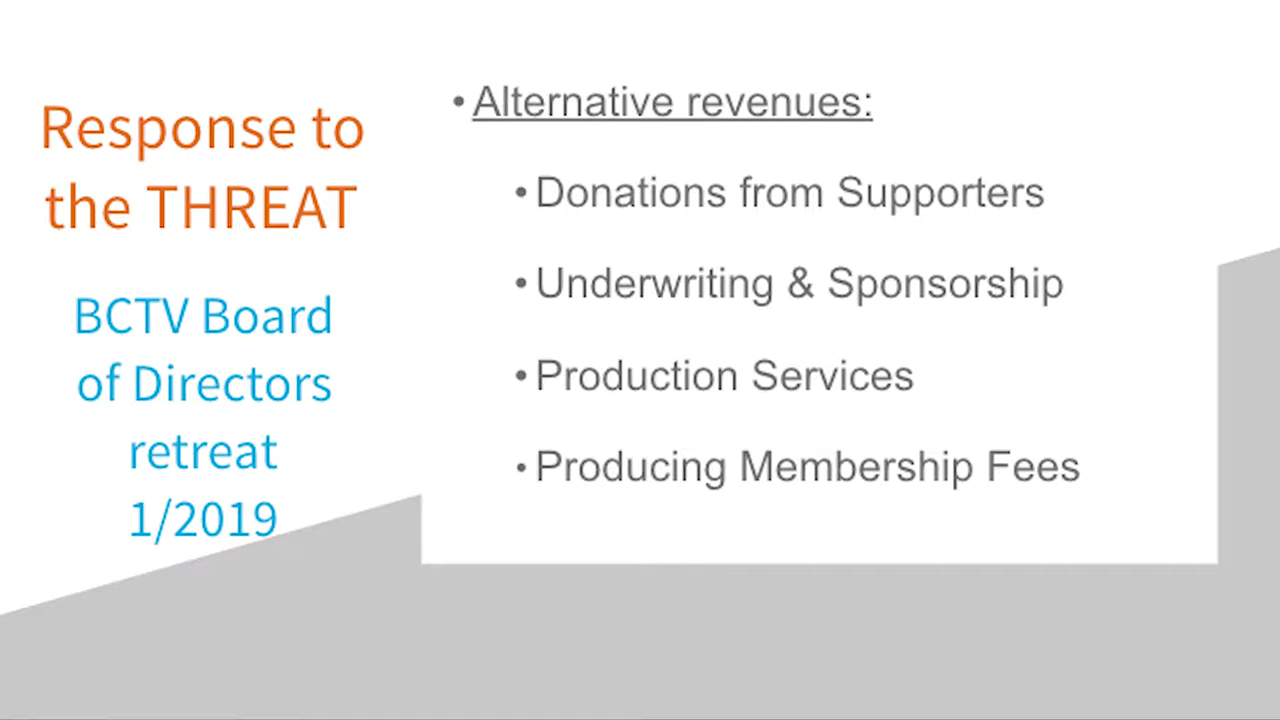 Response to
the THREAT
BCTV Board
of Directors
retreat
1/2019
• Alternative revenues:
• Donations from Supporters
• Underwriting & Sponsorship
• Production Services
• Producing Membership Fees